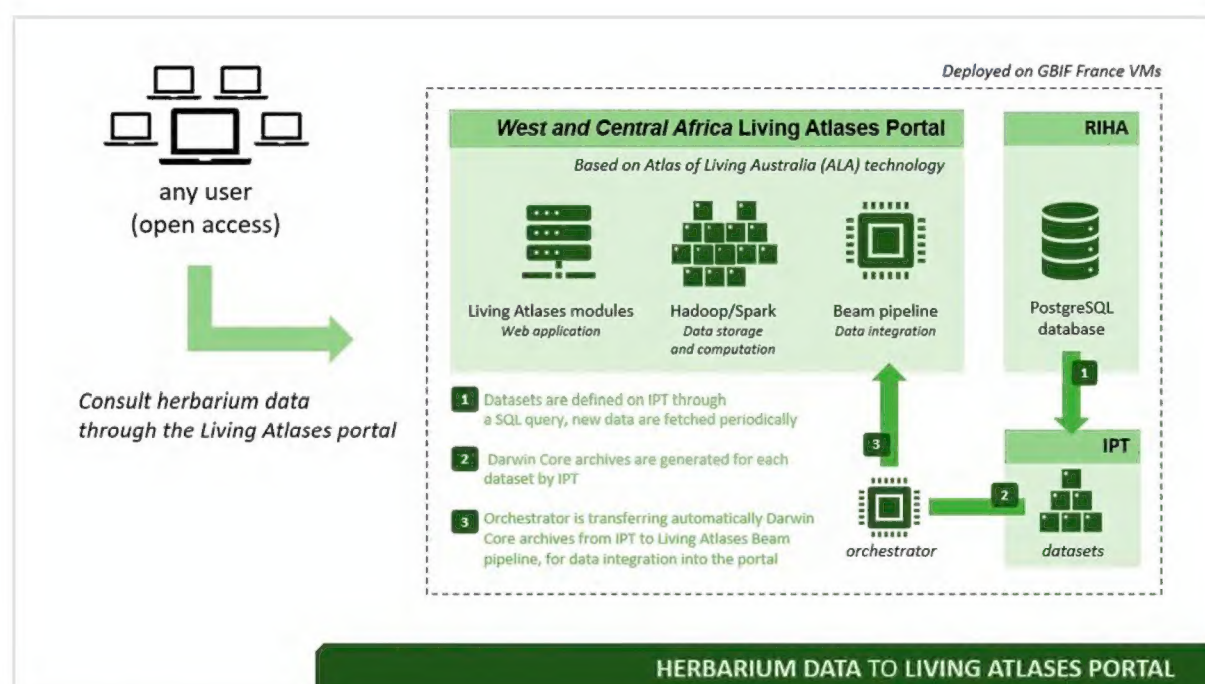 Deployed on GBIF France VMs
any user
(open access)
Consult herbarium data
through the Living Atlases portal
West and Central Africa Living Atlases Portal
Based on Atlas of Living Australia (ALA) technology
Living Atlases modules
Web application
Hadoop/Spark
Data storage
and computation
Beam pipeline
Data integration
RIHA
PostgreSQL
database
1
IPT
datasets
2
orchestrator
3
1 Datasets are defined on IPT through
a SQL query, new data are fetched periodically
2 Darwin Core archives are generated for each
dataset by IPT
3 Orchestrator is transferring automatically Darwin
Core archives from IPT to Living Atlases Beam
pipeline, for data integration into the portal
HERBARIUM DATA TO LIVING ATLASES PORTAL